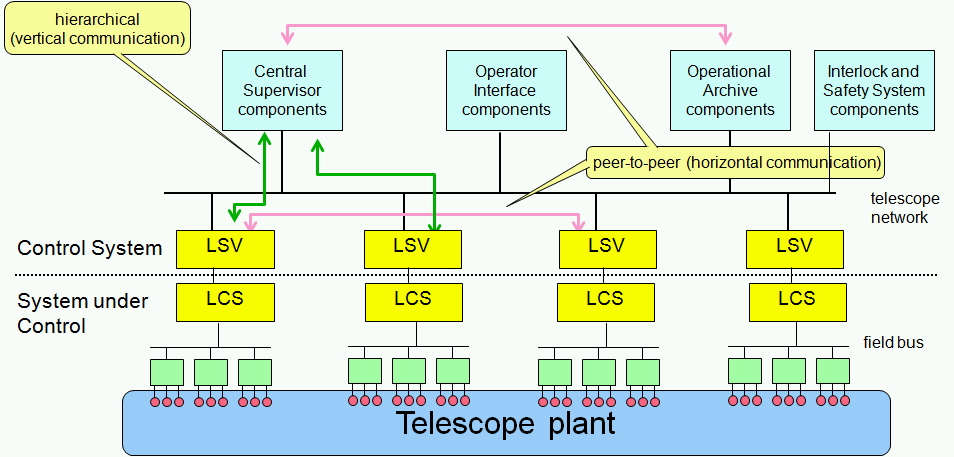 hierarchical
(vertical communication)
Central
Supervisor
components
Operator
Interface
components
Operational
Archive
components
Interlock and
Safety System
components
peer-to-peer (horizontal communication)
telescope
network
Control System
LSV
LSV
LSV
LSV
System under
Control
LCS
LCS
LCS
LCS
field bus
Telescope plant